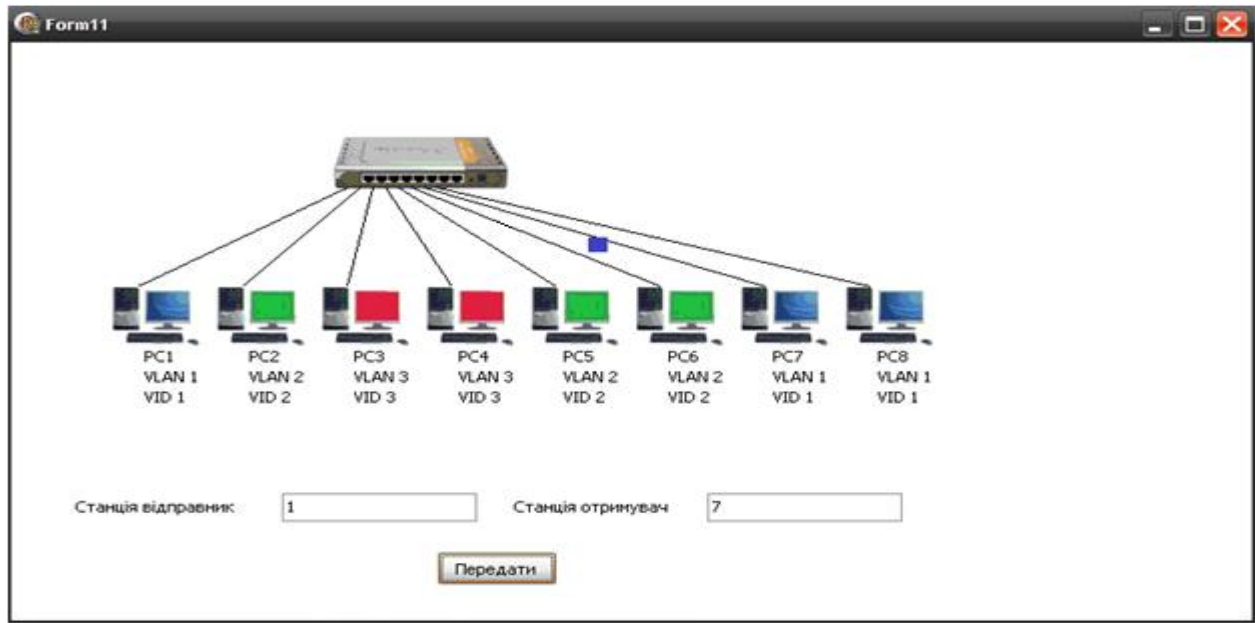 Form11
PC1 PC2 PC3 PC4 PC5 PC6 PC7 PC8
VLAN 1 VLAN 2 VLAN 3 VLAN 3 VLAN 2 VLAN 2 VLAN 1 VLAN 1
VID 1 VID 2 VID 3 VID 3 VID 2 VID 2 VID 1 VID 1
Станція відправник 1 Станція отримувач 7
Передати